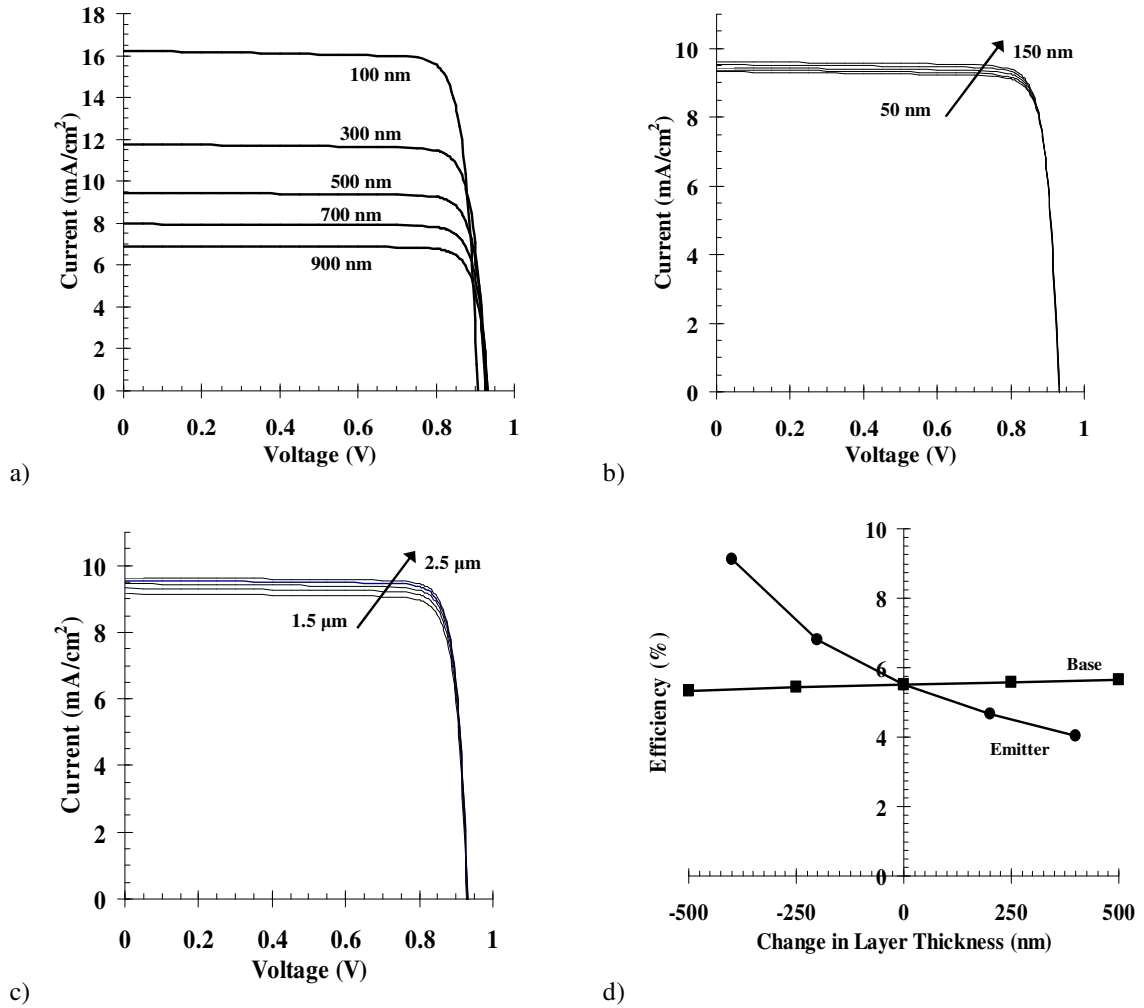 18
16
14
12
10
8
6
4
2
0
100 nm
300 nm
500 nm
700 nm
900 nm
Current (mA/cm²)
0 0.2 0.4 0.6 0.8 1
Voltage (V)
a)
10
8
6
4
2
0
150 nm
50 nm
Current (mA/cm²)
0 0.2 0.4 0.6 0.8 1
Voltage (V)
b)
10
8
6
4
2
0
2.5 µm
1.5 µm
Current (mA/cm²)
0 0.2 0.4 0.6 0.8 1
Voltage (V)
c)
10
8
6
4
2
0
Base
Emitter
Efficiency (%)
-500 -250 0 250 500
Change in Layer Thickness (nm)
d)